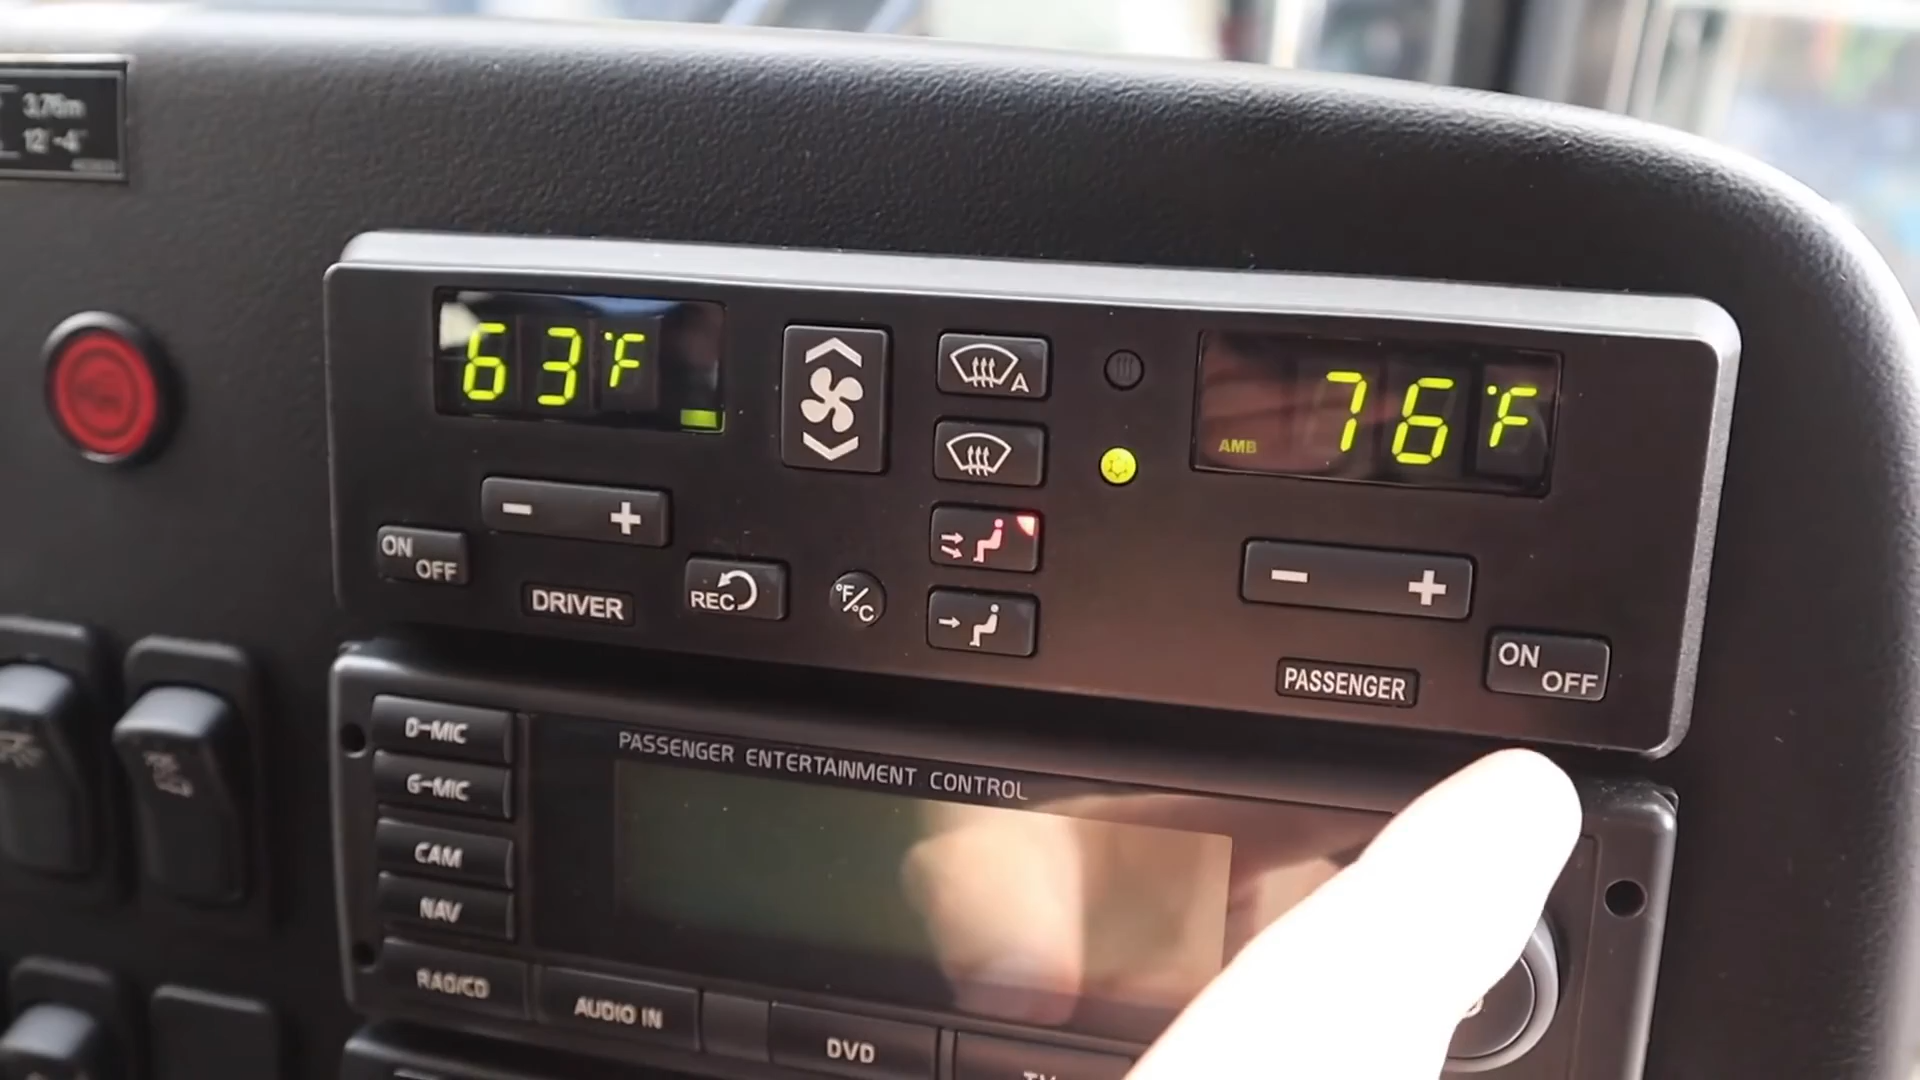 3,76m
12'-4"
63°F
A
76°F
AMB
- +
ON OFF
DRIVER
REC
°F/°C
- +
PASSENGER
ON OFF
D-MIC
PASSENGER ENTERTAINMENT CONTROL
G-MIC
CAM
NAV
RAD/CD
AUDIO IN
DVD
TV